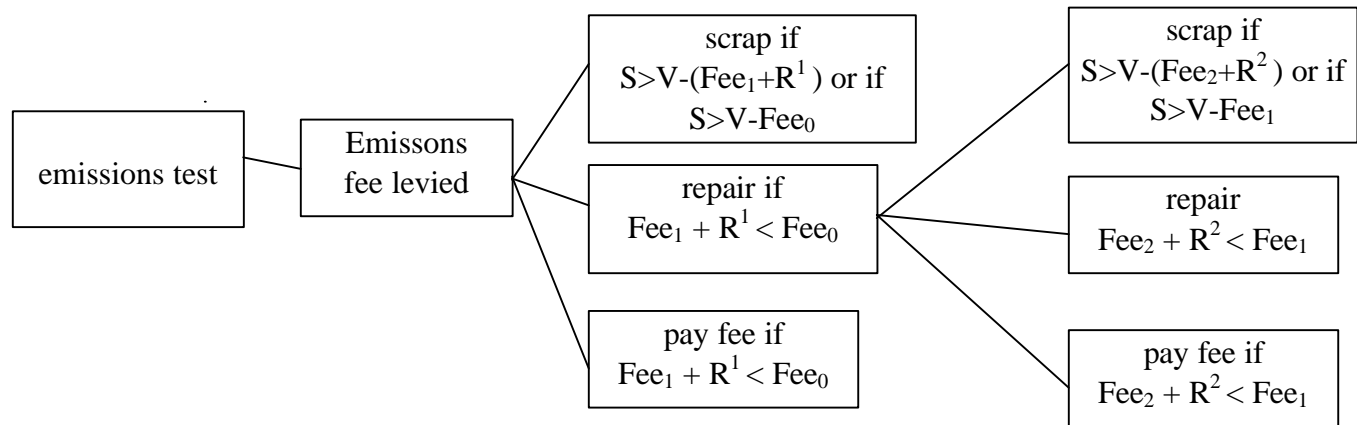 emissions test
Emissons
fee levied
scrap if
S>V-(Fee₁+R¹ ) or if
S>V-Fee₀
repair if
Fee₁ + R¹ < Fee₀
pay fee if
Fee₁ + R¹ < Fee₀
scrap if
S>V-(Fee₂+R² ) or if
S>V-Fee₁
repair
Fee₂ + R² < Fee₁
pay fee if
Fee₂ + R² < Fee₁